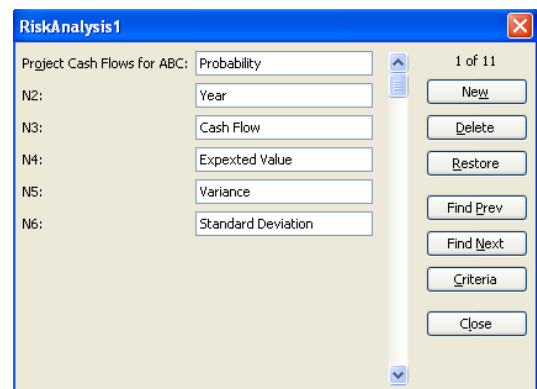 RiskAnalysis1
Project Cash Flows for ABC: Probability
1 of 11
N2: Year
New
N3: Cash Flow
Delete
N4: Expexted Value
Restore
N5: Variance
Find Prev
N6: Standard Deviation
Find Next
Criteria
Close